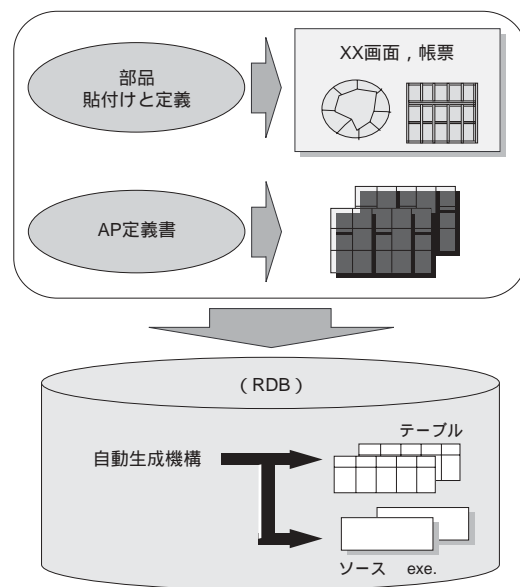 部品
貼付けと定義
XX画面,帳票
AP定義書
(RDB)
テーブル
自動生成機構
ソース exe.